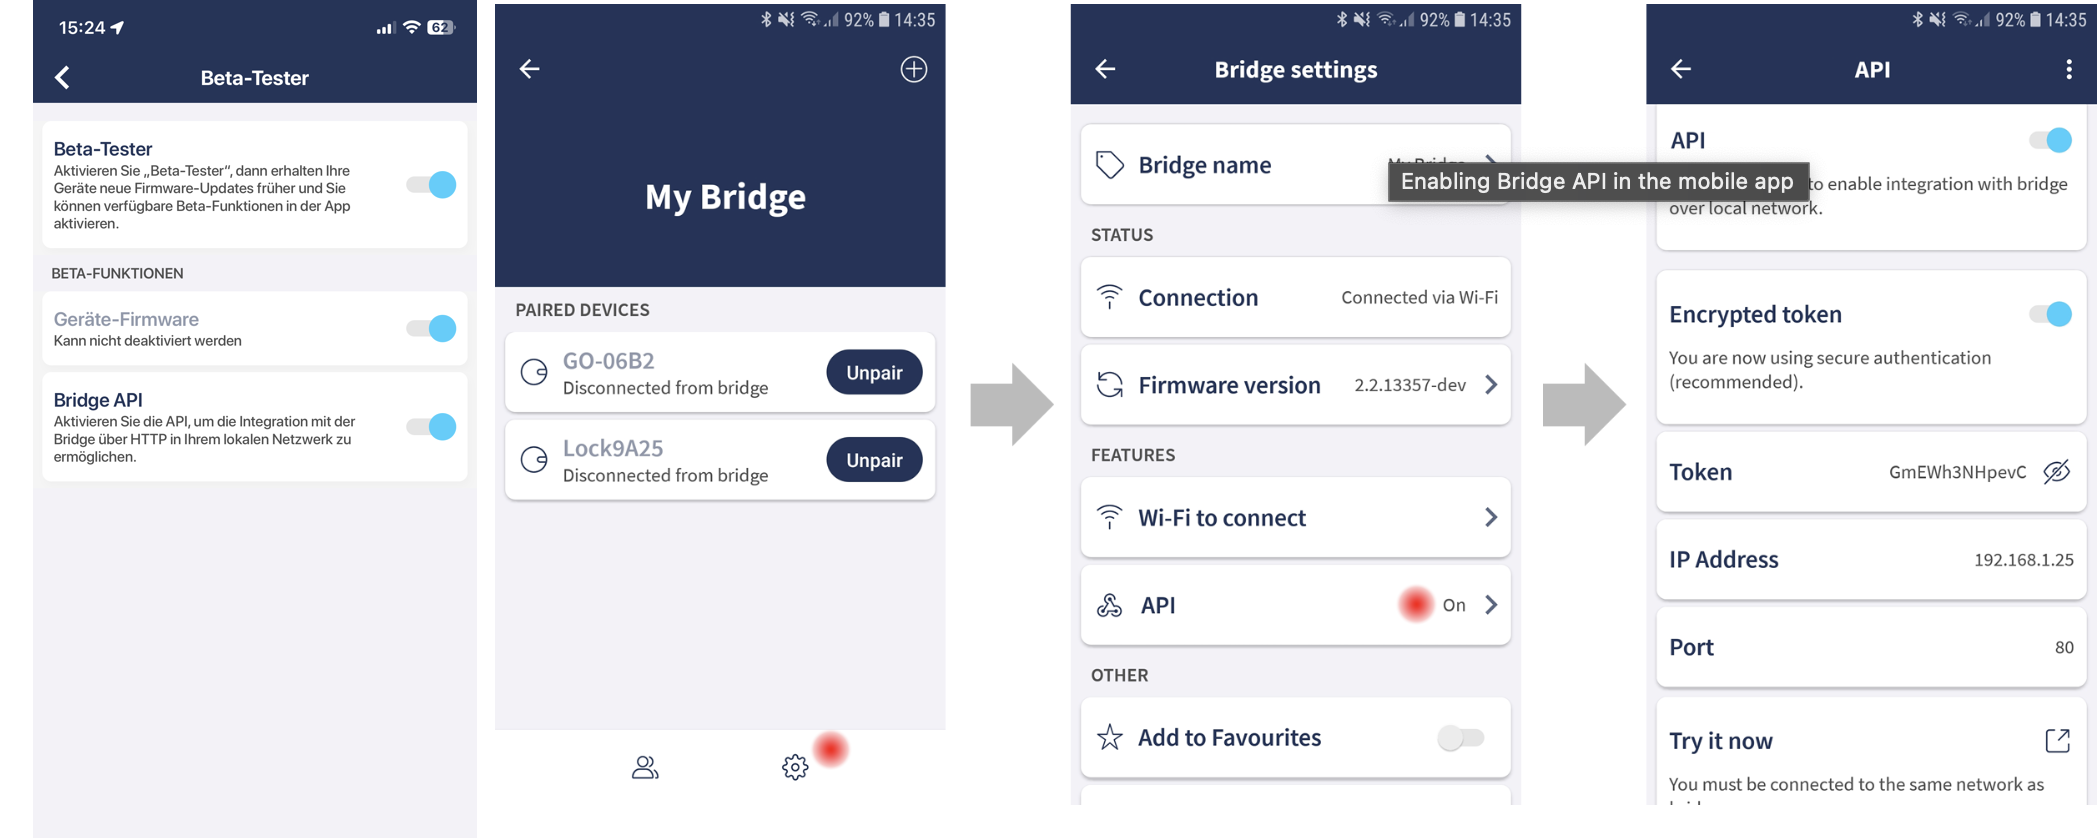 15:24
62
Beta-Tester
Beta-Tester
Aktivieren Sie „Beta-Tester“, dann erhalten Ihre
Geräte neue Firmware-Updates früher und Sie
können verfügbare Beta-Funktionen in der App
aktivieren.
BETA-FUNKTIONEN
Geräte-Firmware
Kann nicht deaktiviert werden
Bridge API
Aktivieren Sie die API, um die Integration mit der
Bridge über HTTP in Ihrem lokalen Netzwerk zu
ermöglichen.
92% 14:35
My Bridge
PAIRED DEVICES
GO-06B2
Disconnected from bridge
Unpair
Lock9A25
Disconnected from bridge
Unpair
92% 14:35
Bridge settings
Bridge name
My Bridge
Enabling Bridge API in the mobile app
STATUS
Connection
Connected via Wi-Fi
Firmware version
2.2.13357-dev
FEATURES
Wi-Fi to connect
API
On
OTHER
Add to Favourites
92% 14:35
API
API
to enable integration with bridge
over local network.
Encrypted token
You are now using secure authentication
(recommended).
Token
GmEWh3NHpevC
IP Address
192.168.1.25
Port
80
Try it now
You must be connected to the same network as